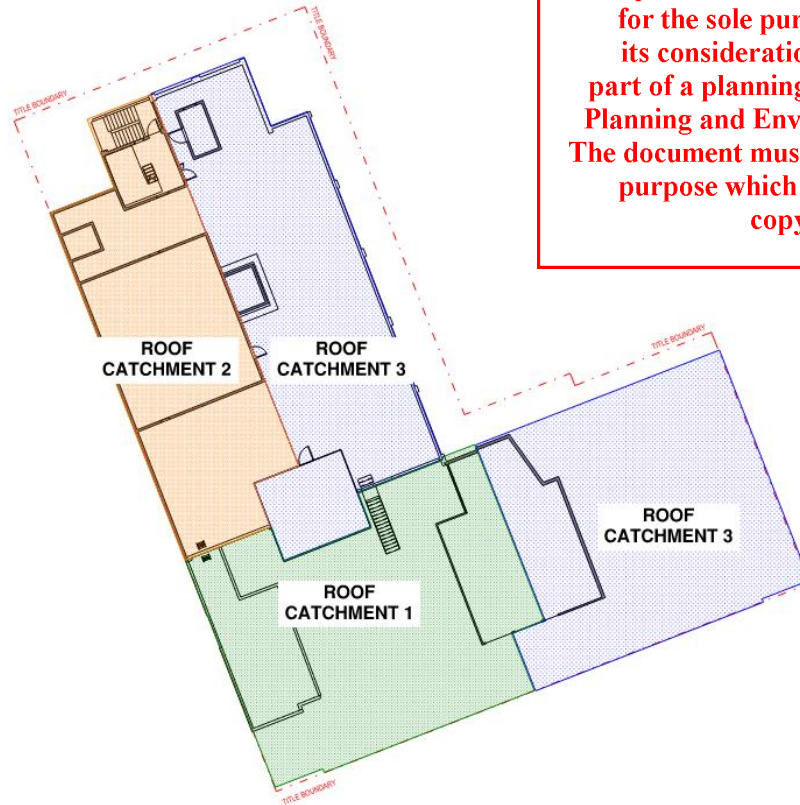 for the sole pur
its consideratio
part of a planning
Planning and Env
The document mus
purpose which
copy
TITLE BOUNDARY
TITLE BOUNDARY
TITLE BOUNDARY
ROOF
CATCHMENT 2
ROOF
CATCHMENT 3
ROOF
CATCHMENT 3
ROOF
CATCHMENT 1
TITLE BOUNDARY